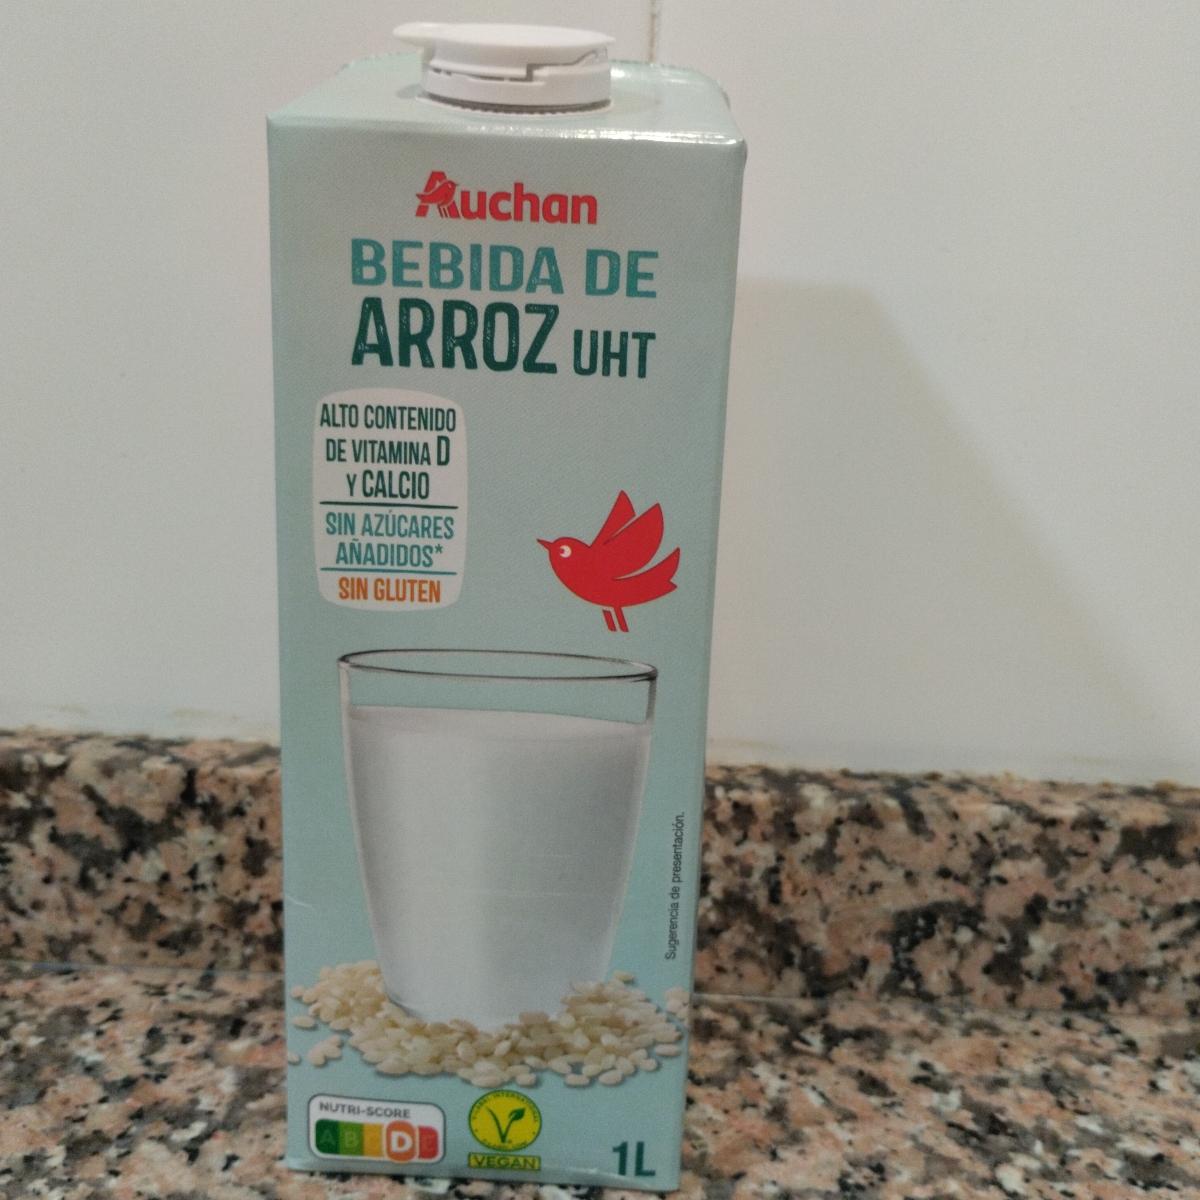 Auchan
BEBIDA DE
ARROZ UHT
ALTO CONTENIDO
DE VITAMINA D
Y CALCIO
SIN AZÚCARES
AÑADIDOS*
SIN GLUTEN
Sugerencia de presentación.
NUTRI-SCORE
A B C D E
VEGAN
1L